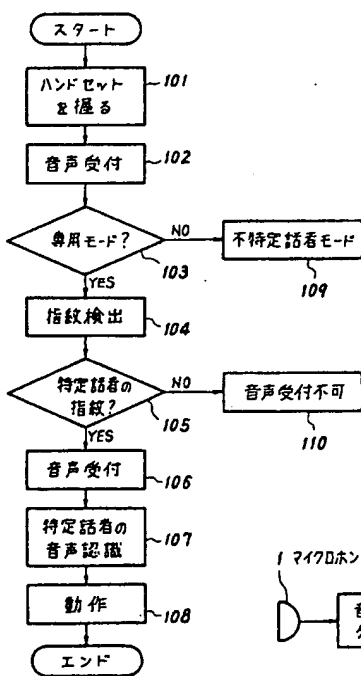 スタート
ハンドセット
を握る
101
音声受付
102
専用モード?
NO
103
不特定話者モード
109
YES
指紋検出
104
特定話者の
指紋?
NO
105
音声受付不可
110
YES
音声受付
106
特定話者の
音声認識
107
動作
108
エンド
1 マイクロホン